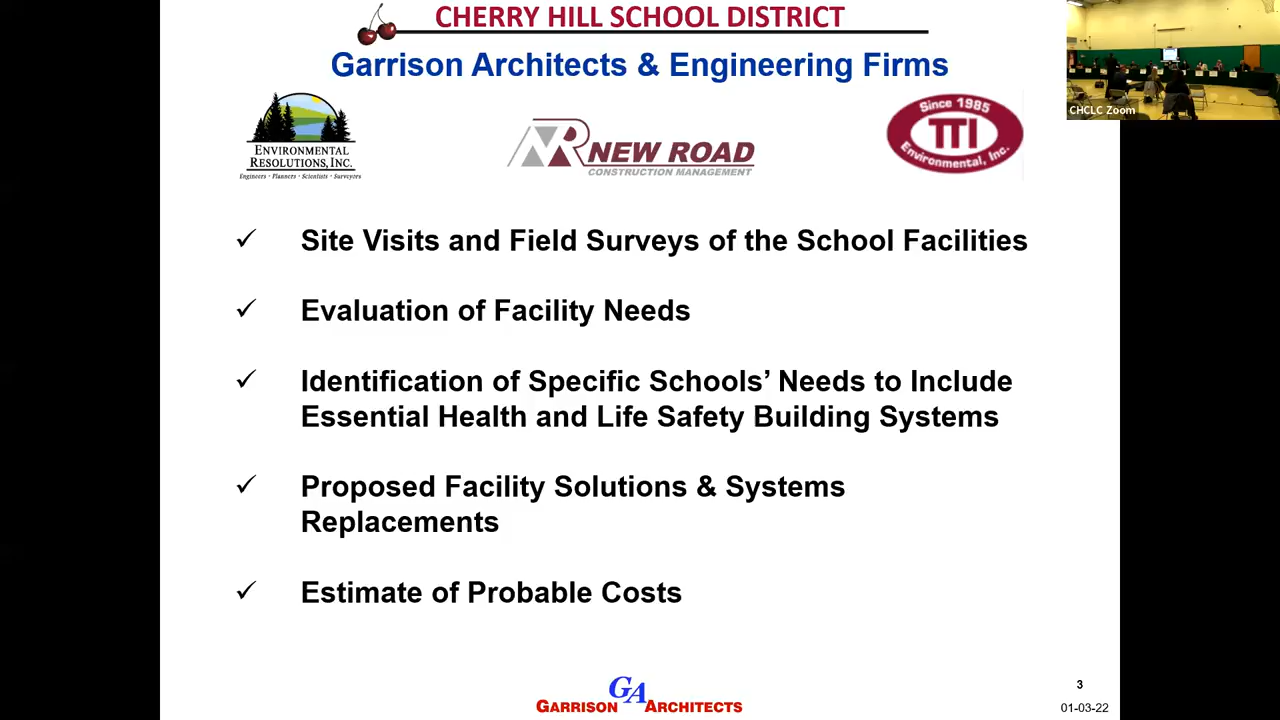 CHERRY HILL SCHOOL DISTRICT
Garrison Architects & Engineering Firms
CHCLC Zoom
ENVIRONMENTAL
RESOLUTIONS, INC.
Engineers • Planners • Scientists • Surveyors
NR NEW ROAD
CONSTRUCTION MANAGEMENT
Since 1985
TTI
Environmental, Inc.
✓ Site Visits and Field Surveys of the School Facilities
✓ Evaluation of Facility Needs
✓ Identification of Specific Schools’ Needs to Include
Essential Health and Life Safety Building Systems
✓ Proposed Facility Solutions & Systems
Replacements
✓ Estimate of Probable Costs
GA
GARRISON ARCHITECTS
3
01-03-22